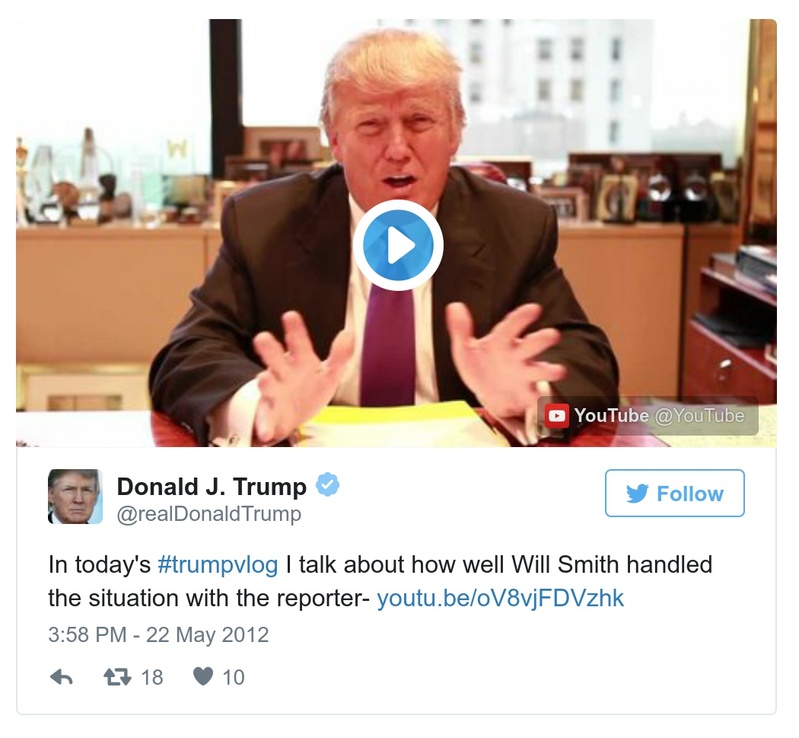 YouTube @YouTube
Donald J. Trump
@realDonaldTrump
Follow
In today's #trumpvlog I talk about how well Will Smith handled
the situation with the reporter- youtu.be/oV8vjFDVzhk
3:58 PM - 22 May 2012
18 10